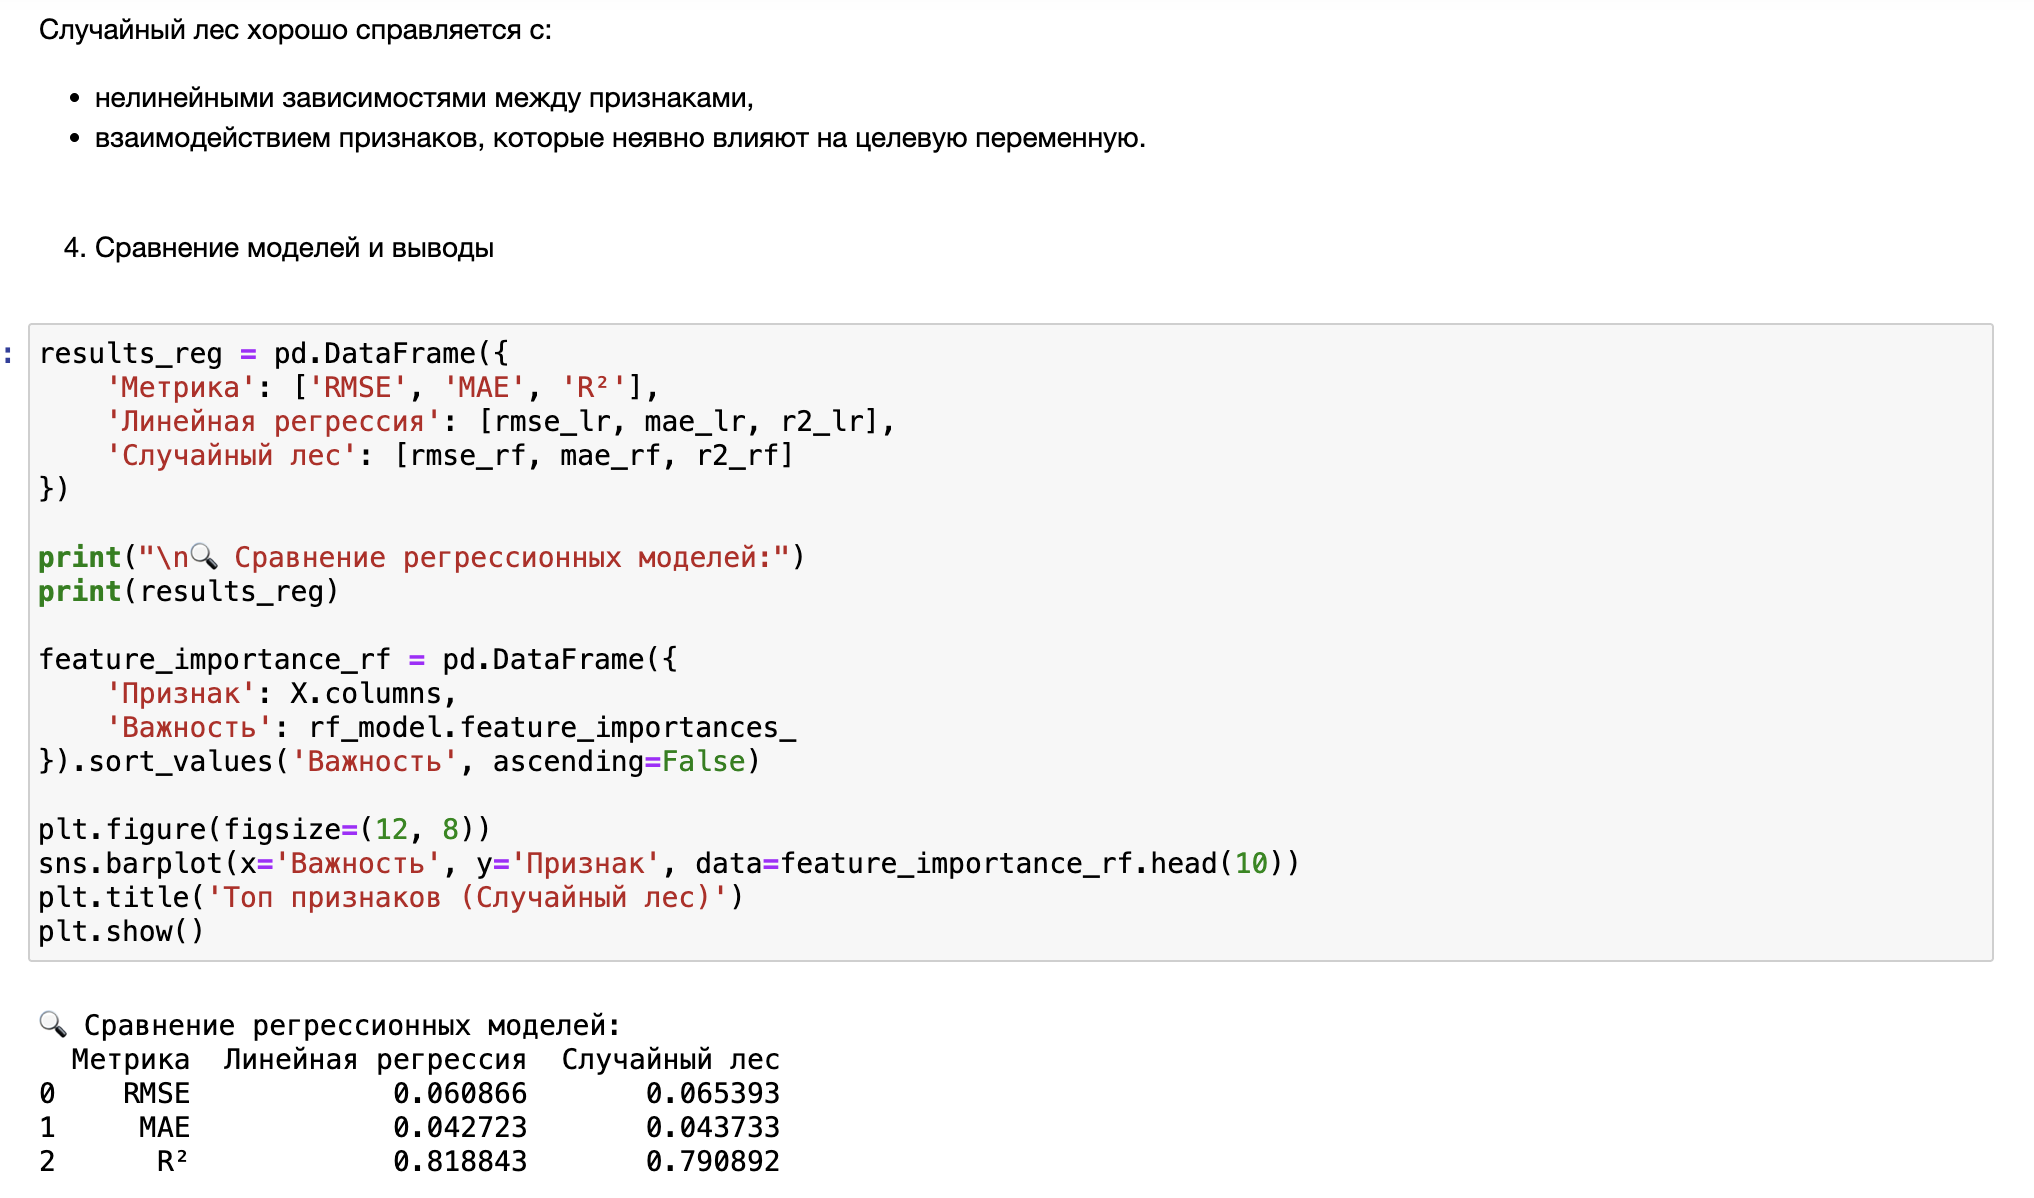 Случайный лес хорошо справляется с:
• нелинейными зависимостями между признаками,
• взаимодействием признаков, которые неявно влияют на целевую переменную.
4. Сравнение моделей и выводы
:
results_reg = pd.DataFrame({
    'Метрика': ['RMSE', 'MAE', 'R²'],
    'Линейная регрессия': [rmse_lr, mae_lr, r2_lr],
    'Случайный лес': [rmse_rf, mae_rf, r2_rf]
})
print("\n🔍 Сравнение регрессионных моделей:")
print(results_reg)
feature_importance_rf = pd.DataFrame({
    'Признак': X.columns,
    'Важность': rf_model.feature_importances_
}).sort_values('Важность', ascending=False)
plt.figure(figsize=(12, 8))
sns.barplot(x='Важность', y='Признак', data=feature_importance_rf.head(10))
plt.title('Топ признаков (Случайный лес)')
plt.show()
🔍 Сравнение регрессионных моделей:
  Метрика  Линейная регрессия  Случайный лес
0    RMSE            0.060866       0.065393
1     MAE            0.042723       0.043733
2      R²            0.818843       0.790892